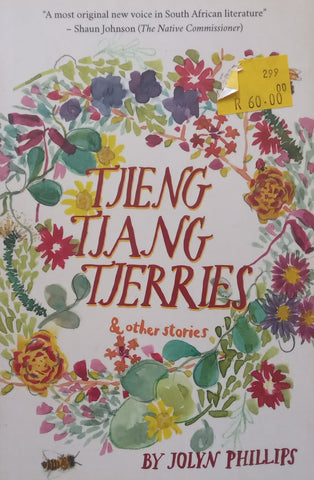 "A most original new voice in South African literature"
– Shaun Johnson (The Native Commissioner)
299
R 60.00
TJIENG
TJANG
TJERRIES
& other stories
BY JOLYN PHILLIPS